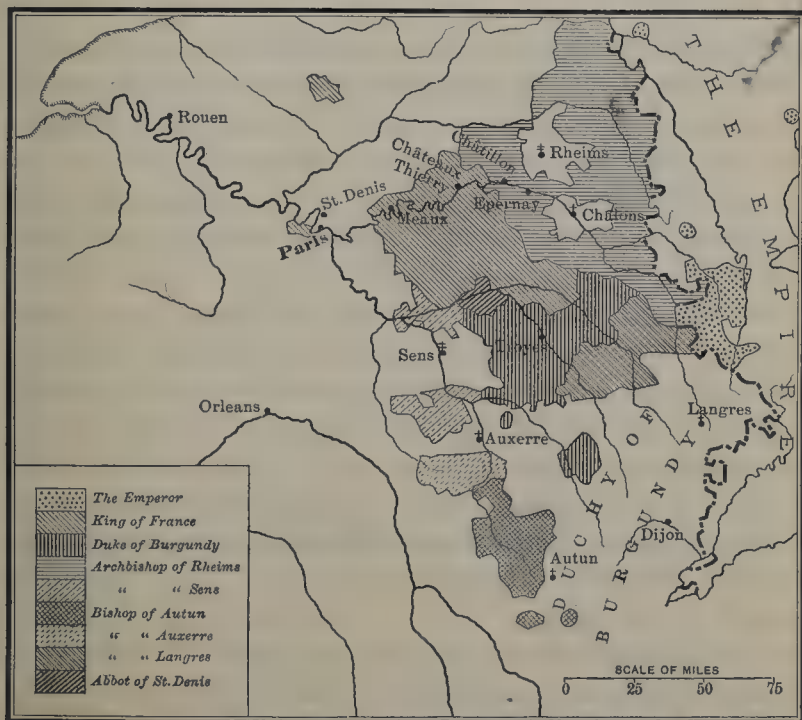 THE EMPIRE
Rouen
Rheims
Châtillon
Châteaux
Thierry
St. Denis
Epernay
Châlons
Meaux
Paris
Troyes
Sens
Orleans
Langres
Auxerre
DUCHY OF
BURGUNDY
Dijon
Autun
The Emperor
King of France
Duke of Burgundy
Archbishop of Rheims
“ “ Sens
Bishop of Autun
“ “ Auxerre
“ “ Langres
Abbot of St. Denis
SCALE OF MILES
0 25 50 75